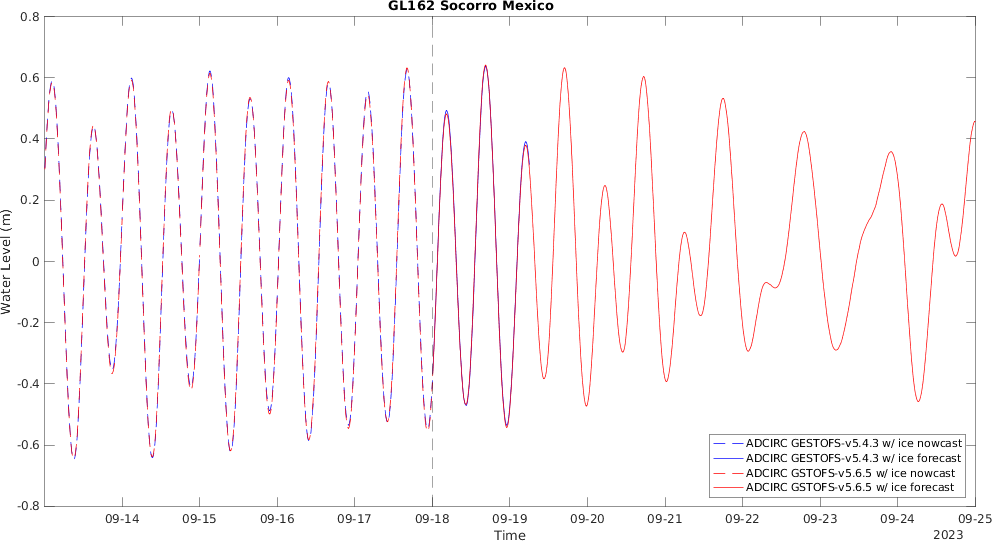 GL162 Socorro Mexico
0.8
0.6
0.4
0.2
0
-0.2
-0.4
-0.6
-0.8
Water Level (m)
ADCIRC GESTOFS-v5.4.3 w/ ice nowcast
ADCIRC GESTOFS-v5.4.3 w/ ice forecast
ADCIRC GSTOFS-v5.6.5 w/ ice nowcast
ADCIRC GSTOFS-v5.6.5 w/ ice forecast
09-14 09-15 09-16 09-17 09-18 09-19 09-20 09-21 09-22 09-23 09-24 09-25
Time 2023